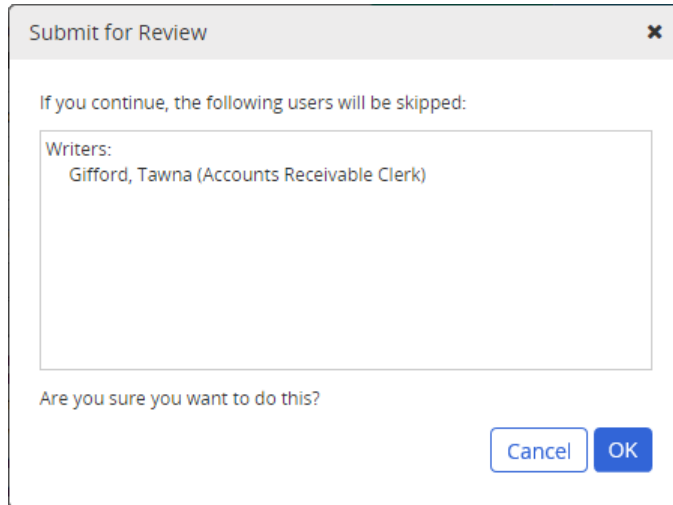 Submit for Review
If you continue, the following users will be skipped:
Writers:
Gifford, Tawna (Accounts Receivable Clerk)
Are you sure you want to do this?
Cancel
OK